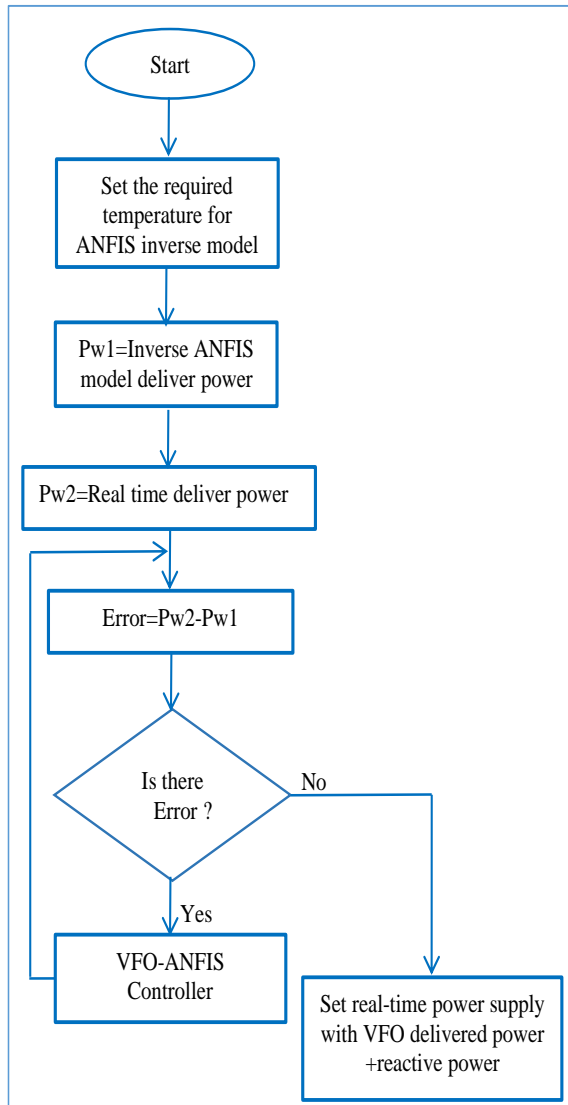 Start
Set the required
temperature for
ANFIS inverse model
Pw1=Inverse ANFIS
model deliver power
Pw2=Real time deliver power
Error=Pw2-Pw1
Is there
Error ?
No
Yes
VFO-ANFIS
Controller
Set real-time power supply
with VFO delivered power
+reactive power